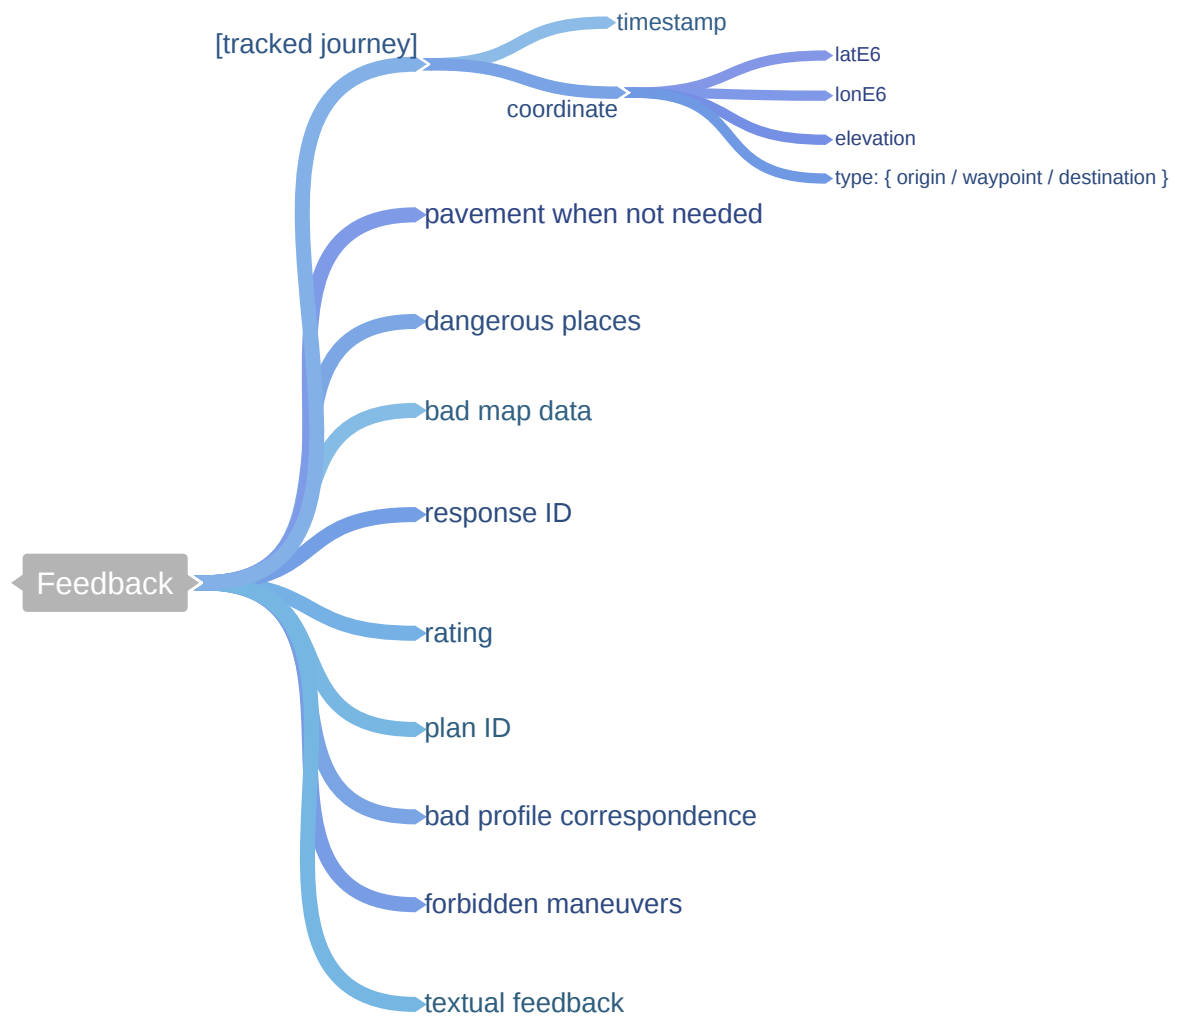 [tracked journey]
timestamp
coordinate
latE6
lonE6
elevation
type: { origin / waypoint / destination }
pavement when not needed
dangerous places
bad map data
response ID
Feedback
rating
plan ID
bad profile correspondence
forbidden maneuvers
textual feedback